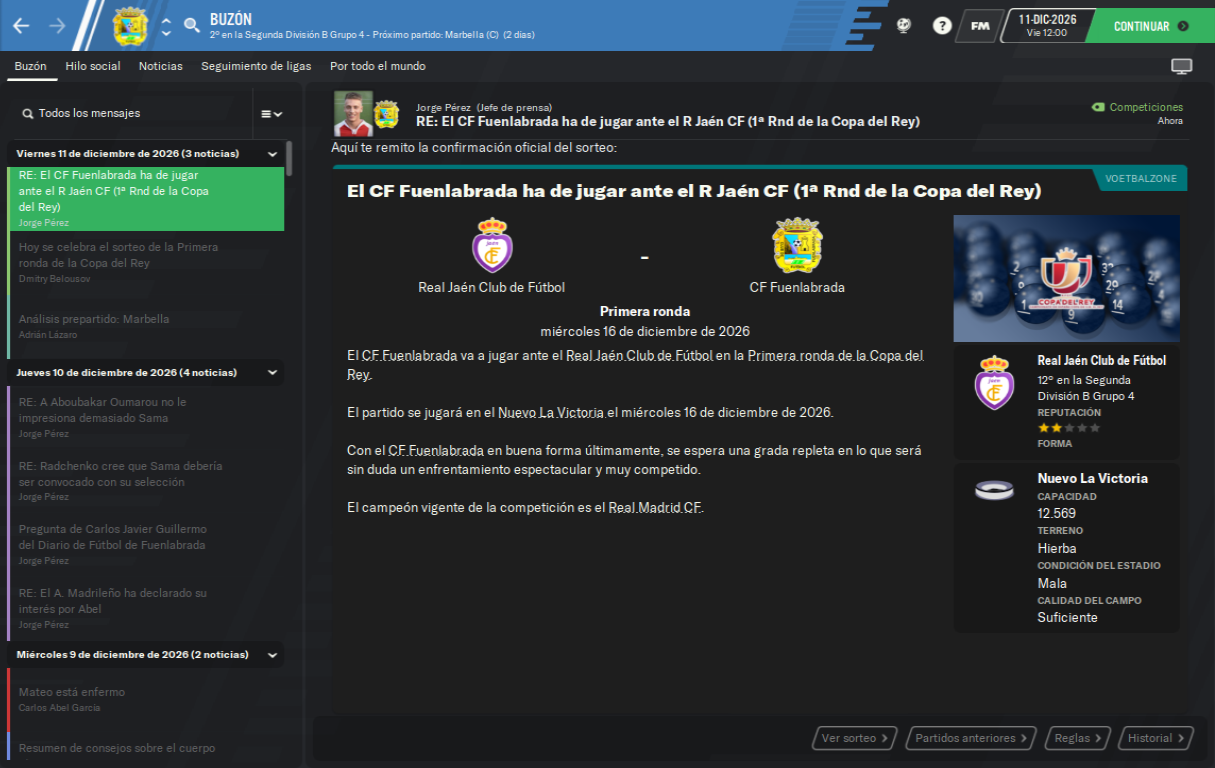 BUZÓN
2º en la Segunda División B Grupo 4 - Próximo partido: Marbella (C) (2 días)
?
FM
11-DIC-2026
Vie 12:00
CONTINUAR
Buzón
Hilo social
Noticias
Seguimiento de ligas
Por todo el mundo
Todos los mensajes
Viernes 11 de diciembre de 2026 (3 noticias)
RE: El CF Fuenlabrada ha de jugar
ante el R Jaén CF (1ª Rnd de la Copa
del Rey)
Jorge Pérez
Hoy se celebra el sorteo de la Primera
ronda de la Copa del Rey
Dmitry Belousov
Análisis prepartido: Marbella
Adrián Lázaro
Jueves 10 de diciembre de 2026 (4 noticias)
RE: A Aboubakar Oumarou no le
impresiona demasiado Sama
Jorge Pérez
RE: Radchenko cree que Sama debería
ser convocado con su selección
Jorge Pérez
Pregunta de Carlos Javier Guillermo
del Diario de Fútbol de Fuenlabrada
Jorge Pérez
RE: El A. Madrileño ha declarado su
interés por Abel
Jorge Pérez
Miércoles 9 de diciembre de 2026 (2 noticias)
Mateo está enfermo
Carlos Abel García
Resumen de consejos sobre el cuerpo
Jorge Pérez (Jefe de prensa)
RE: El CF Fuenlabrada ha de jugar ante el R Jaén CF (1ª Rnd de la Copa del Rey)
Competiciones
Ahora
Aquí te remito la confirmación oficial del sorteo:
VOETBALZONE
El CF Fuenlabrada ha de jugar ante el R Jaén CF (1ª Rnd de la Copa del Rey)
-
Real Jaén Club de Fútbol
CF Fuenlabrada
Primera ronda
miércoles 16 de diciembre de 2026
El CF Fuenlabrada va a jugar ante el Real Jaén Club de Fútbol en la Primera ronda de la Copa del
Rey.
El partido se jugará en el Nuevo La Victoria el miércoles 16 de diciembre de 2026.
Con el CF Fuenlabrada en buena forma últimamente, se espera una grada repleta en lo que será
sin duda un enfrentamiento espectacular y muy competido.
El campeón vigente de la competición es el Real Madrid CF.
COPA DEL REY
1
9
14
29
Real Jaén Club de Fútbol
12º en la Segunda
División B Grupo 4
REPUTACIÓN
FORMA
Nuevo La Victoria
CAPACIDAD
12.569
TERRENO
Hierba
CONDICIÓN DEL ESTADIO
Mala
CALIDAD DEL CAMPO
Suficiente
Ver sorteo
Partidos anteriores
Reglas
Historial